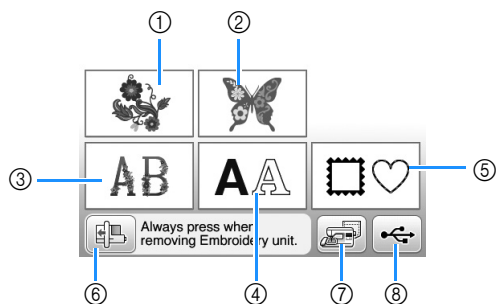 ① ②
③ AB AA ⑤
Always press when
removing Embroidery unit.
⑥ ④ ⑦ ⑧